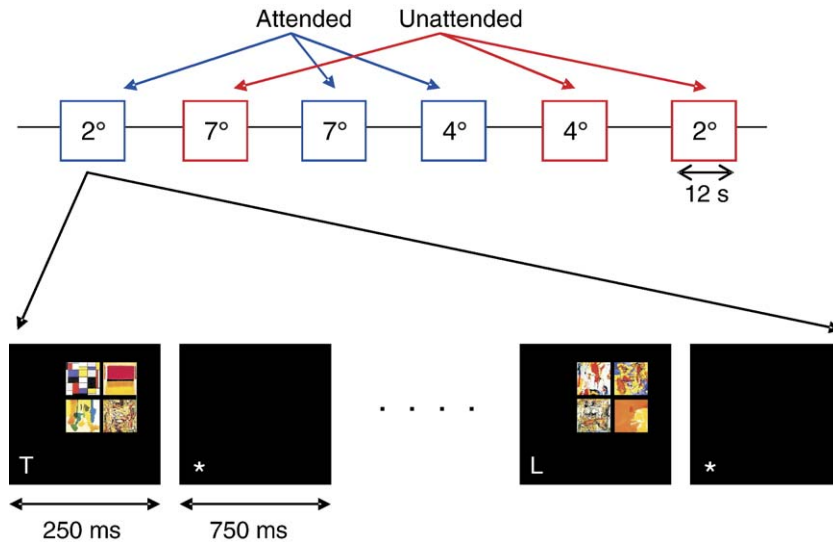 Attended Unattended
2° 7° 7° 4° 4° 2°
12 s
T * . . . . L *
250 ms 750 ms